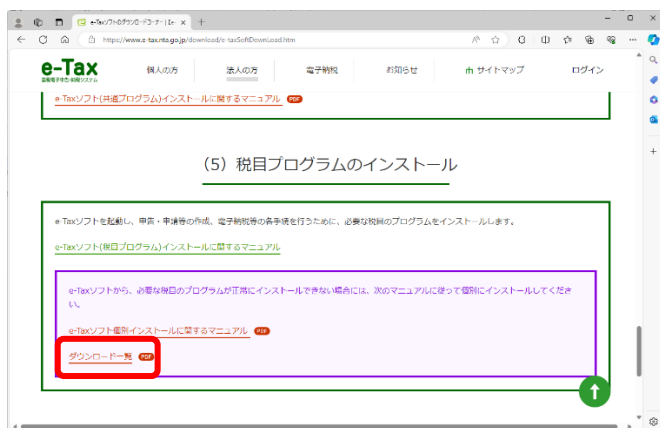 e-Taxソフトのダウンロードコーナー | [e-
https://www.e-tax.nta.go.jp/download/e-taxSoftDownLoad.htm
e-Tax
国税電子申告・納税システム
個人の方
法人の方
電子納税
お知らせ
サイトマップ
ログイン
e-Taxソフト(共通プログラム)インストールに関するマニュアル PDF
（5）税目プログラムのインストール
e-Taxソフトを起動し、申告・申請等の作成、電子納税等の各手続を行うために、必要な税目のプログラムをインストールします。
e-Taxソフト(税目プログラム)インストールに関するマニュアル
e-Taxソフトから、必要な税目のプログラムが正常にインストールできない場合には、次のマニュアルに従って個別にインストールしてくださ
い。
e-Taxソフト個別インストールに関するマニュアル PDF
ダウンロード一覧 PDF